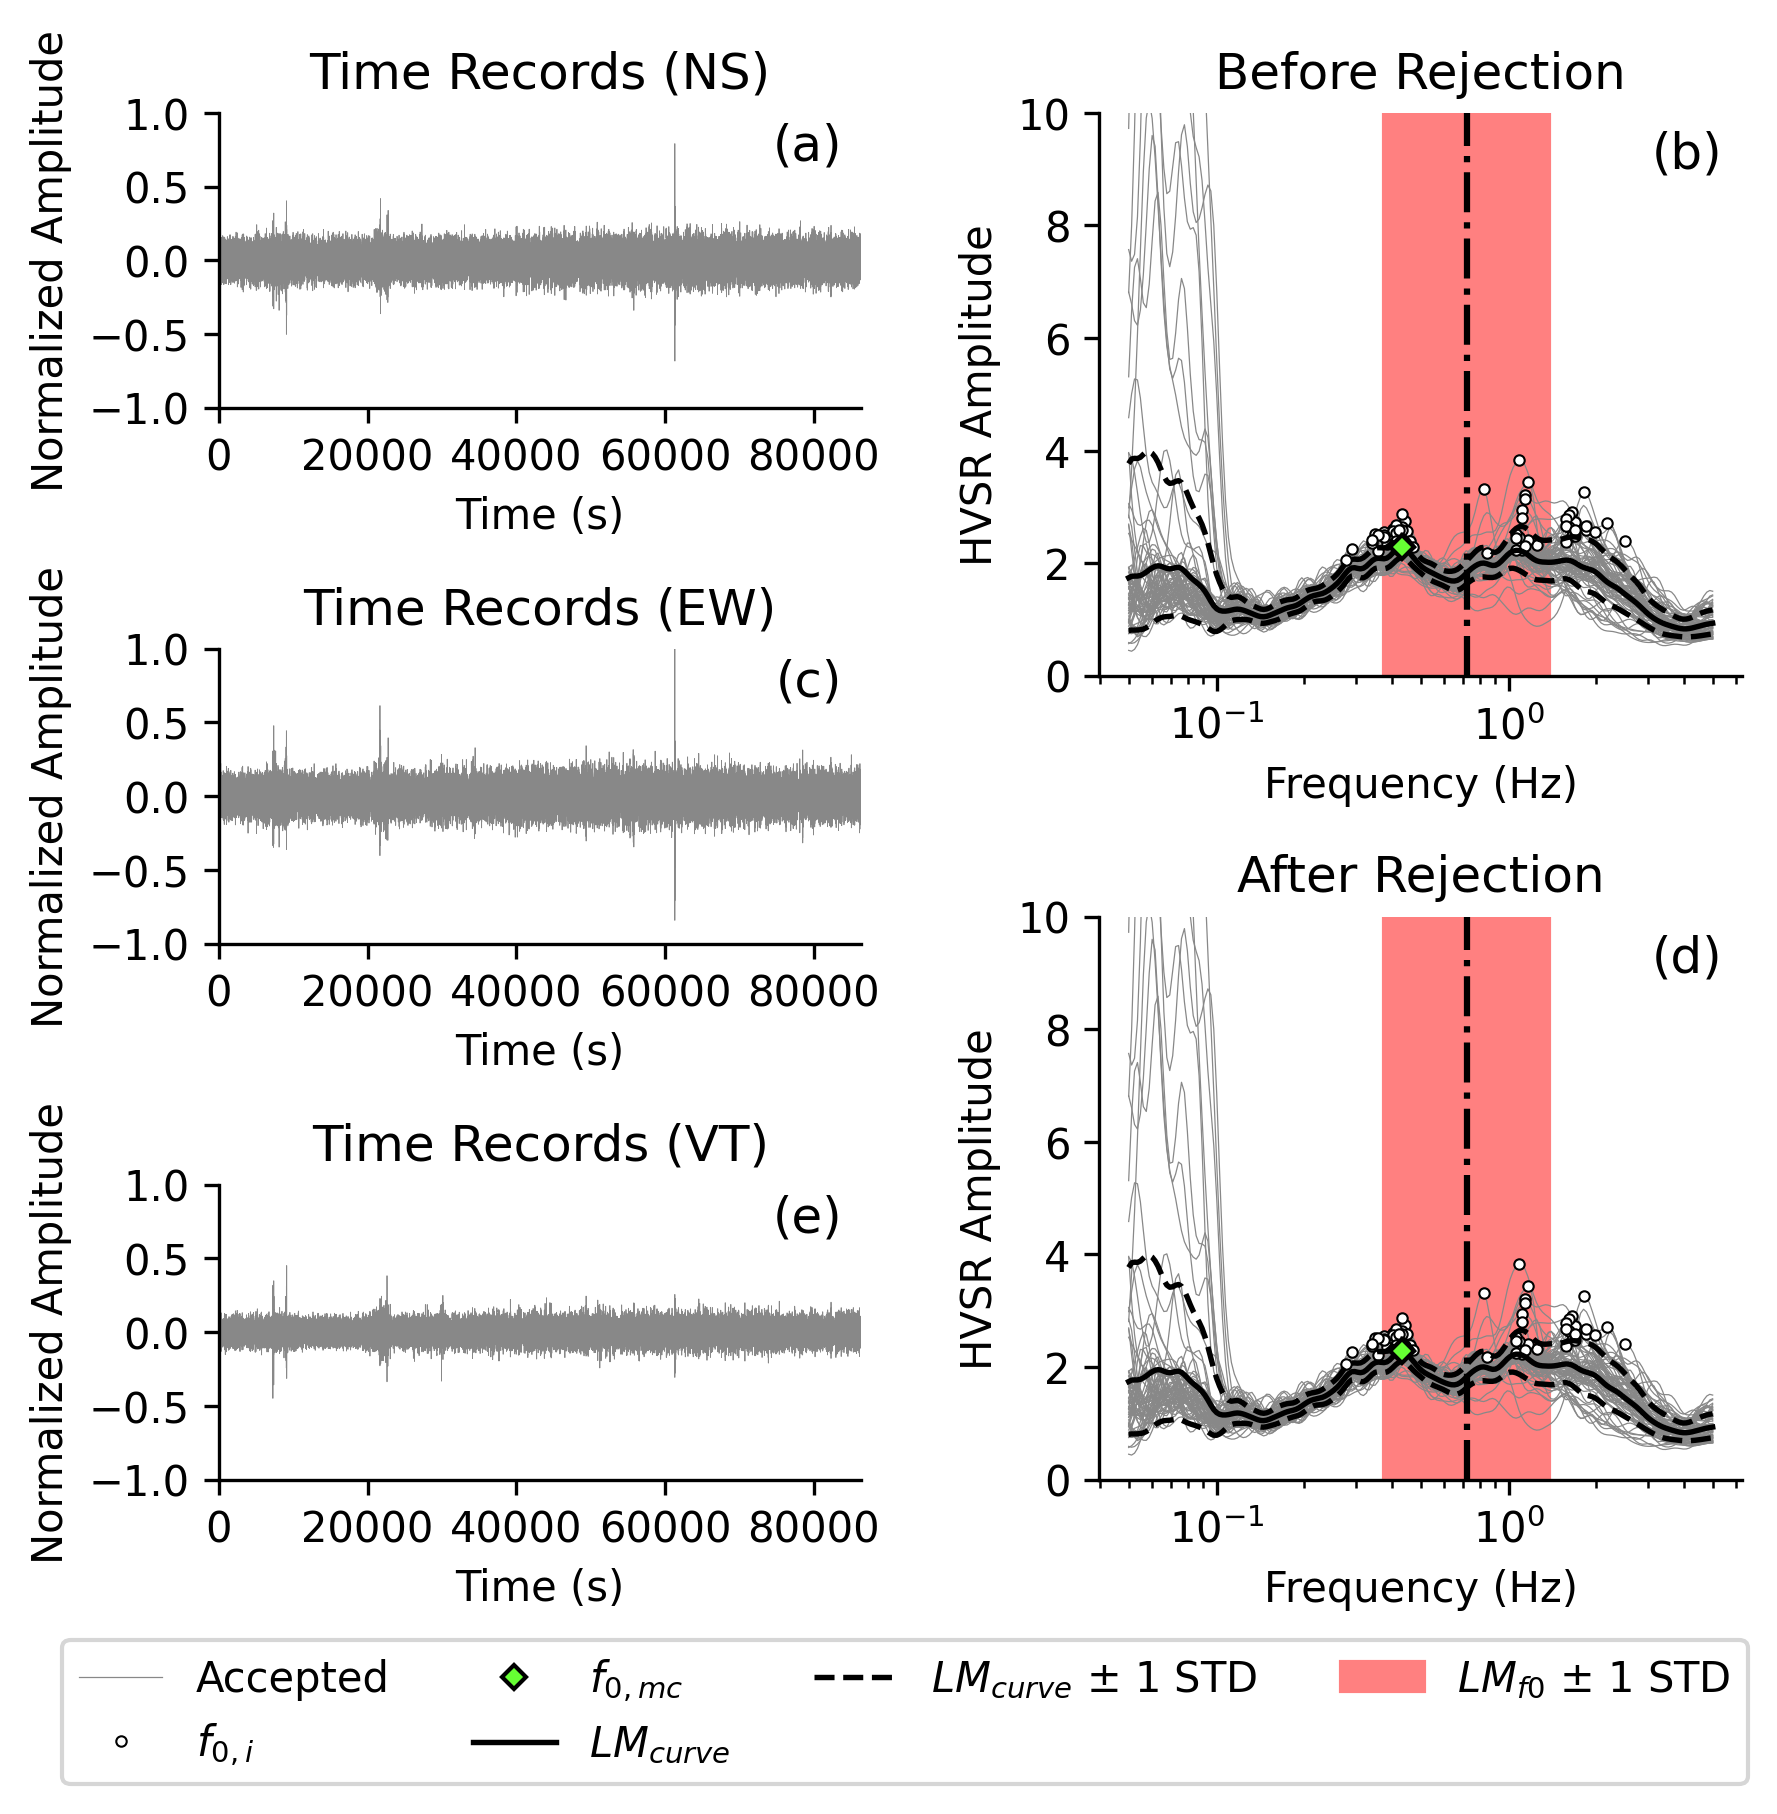 Time Records (NS)
Normalized Amplitude
1.0
0.5
0.0
−0.5
−1.0
(a)
0 20000 40000 60000 80000
Time (s)
Before Rejection
HVSR Amplitude
10
8
6
4
2
0
(b)
10⁻¹ 10⁰
Frequency (Hz)
Time Records (EW)
Normalized Amplitude
1.0
0.5
0.0
−0.5
−1.0
(c)
0 20000 40000 60000 80000
Time (s)
After Rejection
HVSR Amplitude
10
8
6
4
2
0
(d)
10⁻¹ 10⁰
Frequency (Hz)
Time Records (VT)
Normalized Amplitude
1.0
0.5
0.0
−0.5
−1.0
(e)
0 20000 40000 60000 80000
Time (s)
Accepted f0,mc LMcurve ± 1 STD LMf0 ± 1 STD
f0,i LMcurve